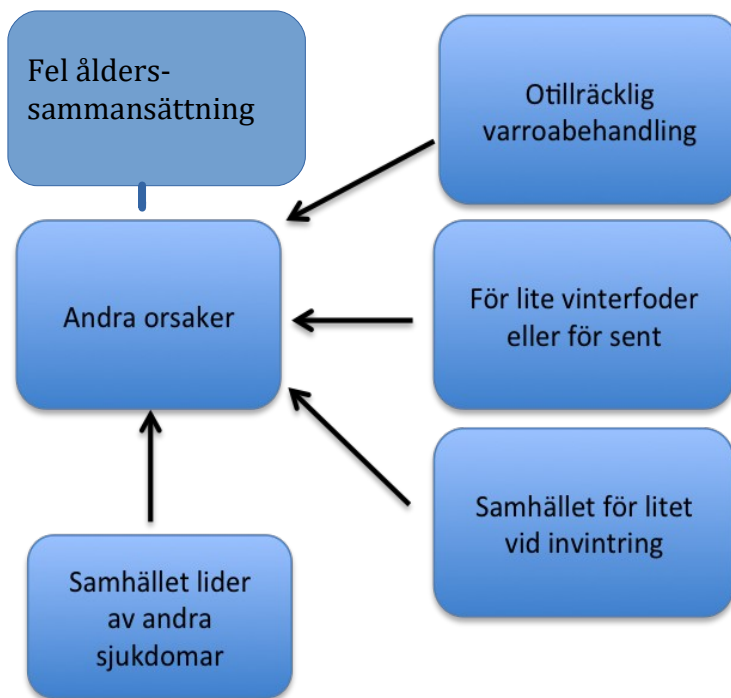 Fel ålders-
sammansättning
Otillräcklig
varroabehandling
Andra orsaker
För lite vinterfoder
eller för sent
Samhället för litet
vid invintring
Samhället lider
av andra
sjukdomar